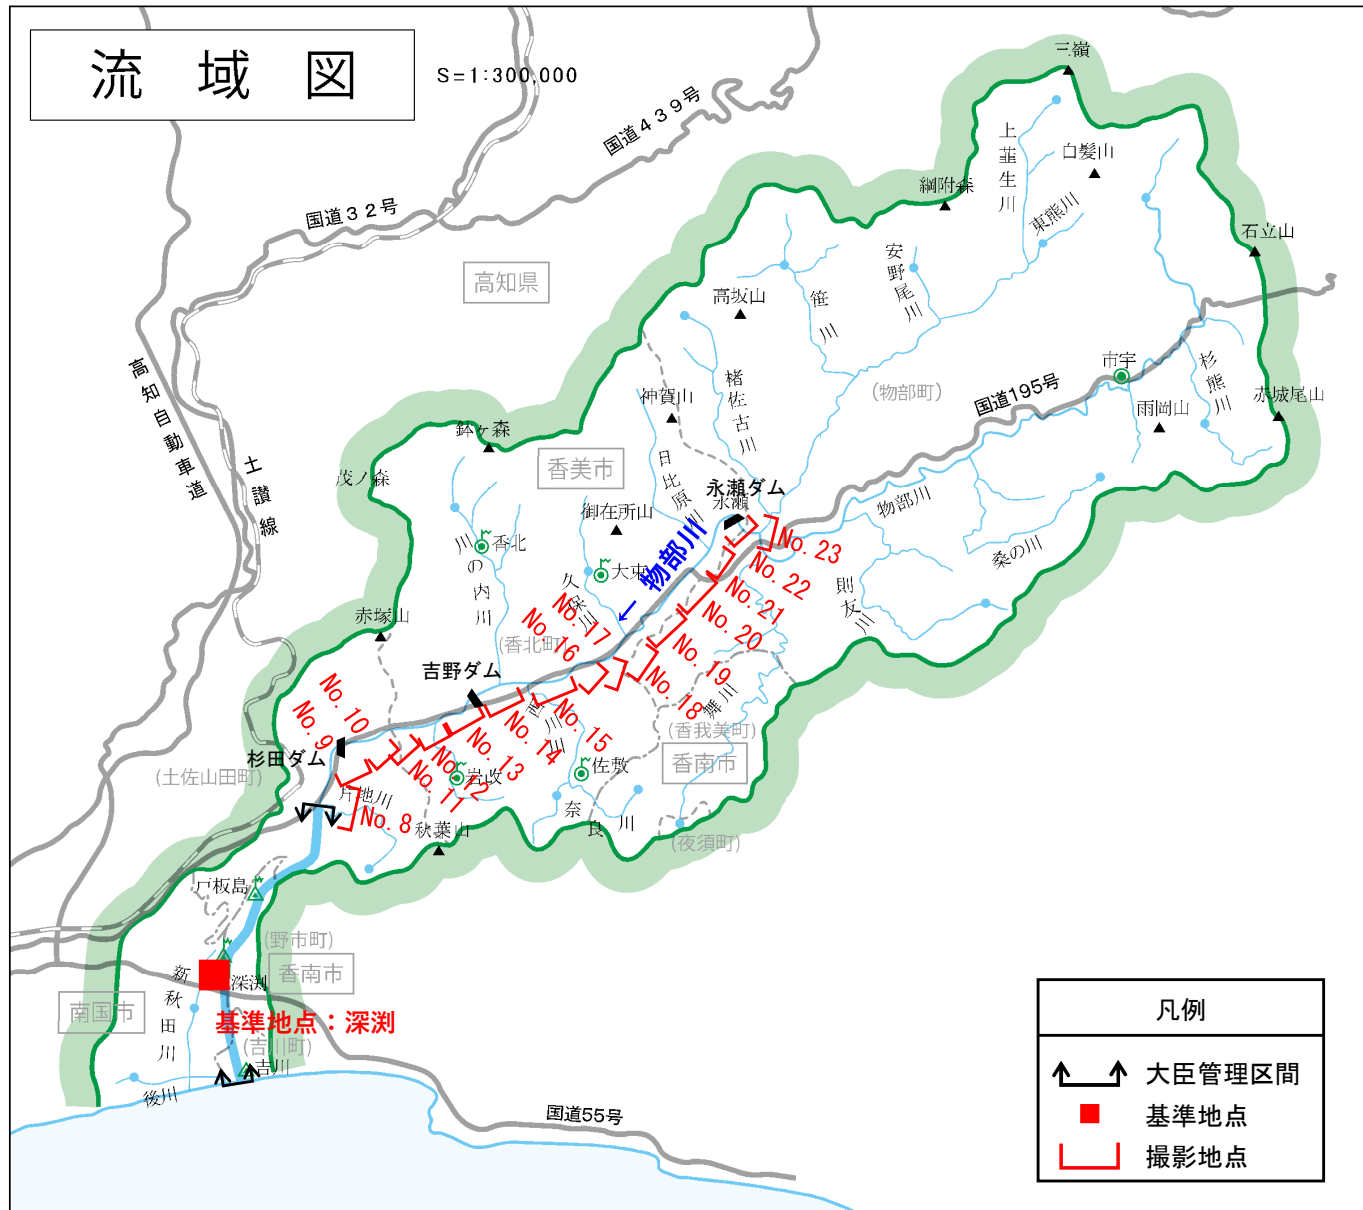 流域図
S=1:300,000
国道439号
国道32号
高知県
高知自動車道
土讃線
三嶺
上韮生川
白髪山
綱附森
東熊川
石立山
安野尾川
高坂山
笹川
市宇
杉熊川
楮佐古川
(物部町)
国道195号
神賀山
雨岡山
赤城尾山
鉢ヶ森
香美市
日比原川
茂ノ森
永瀬ダム
永瀬
御在所山
物部川
川の内川
香北
大束
久保川
← 物部川
桑の川
則友川
No. 23
No. 22
No. 21
No. 20
No. 19
No. 18
No. 17
No. 16
赤塚山
(香北町)
吉野ダム
舞川
西川川
No. 15
No. 14
No. 13
No. 12
No. 11
No. 10
No. 9
No. 8
(香我美町)
香南市
杉田ダム
(土佐山田町)
岩改
佐敷
片地川
秋葉山
奈良川
(夜須町)
戸板島
(野市町)
香南市
新秋田川
深渕
南国市
基準地点：深渕
(吉川町)
吉川
後川
国道55号
凡例
大臣管理区間
基準地点
撮影地点